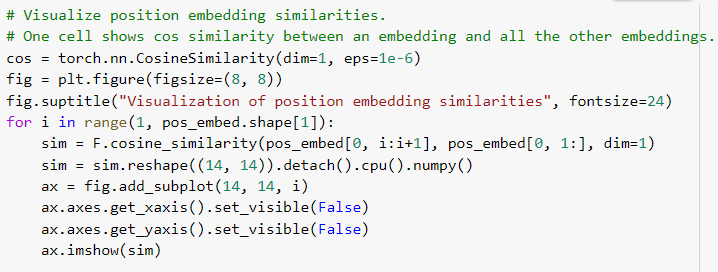 # Visualize position embedding similarities.
# One cell shows cos similarity between an embedding and all the other embeddings.
cos = torch.nn.CosineSimilarity(dim=1, eps=1e-6)
fig = plt.figure(figsize=(8, 8))
fig.suptitle("Visualization of position embedding similarities", fontsize=24)
for i in range(1, pos_embed.shape[1]):
    sim = F.cosine_similarity(pos_embed[0, i:i+1], pos_embed[0, 1:], dim=1)
    sim = sim.reshape((14, 14)).detach().cpu().numpy()
    ax = fig.add_subplot(14, 14, i)
    ax.axes.get_xaxis().set_visible(False)
    ax.axes.get_yaxis().set_visible(False)
    ax.imshow(sim)